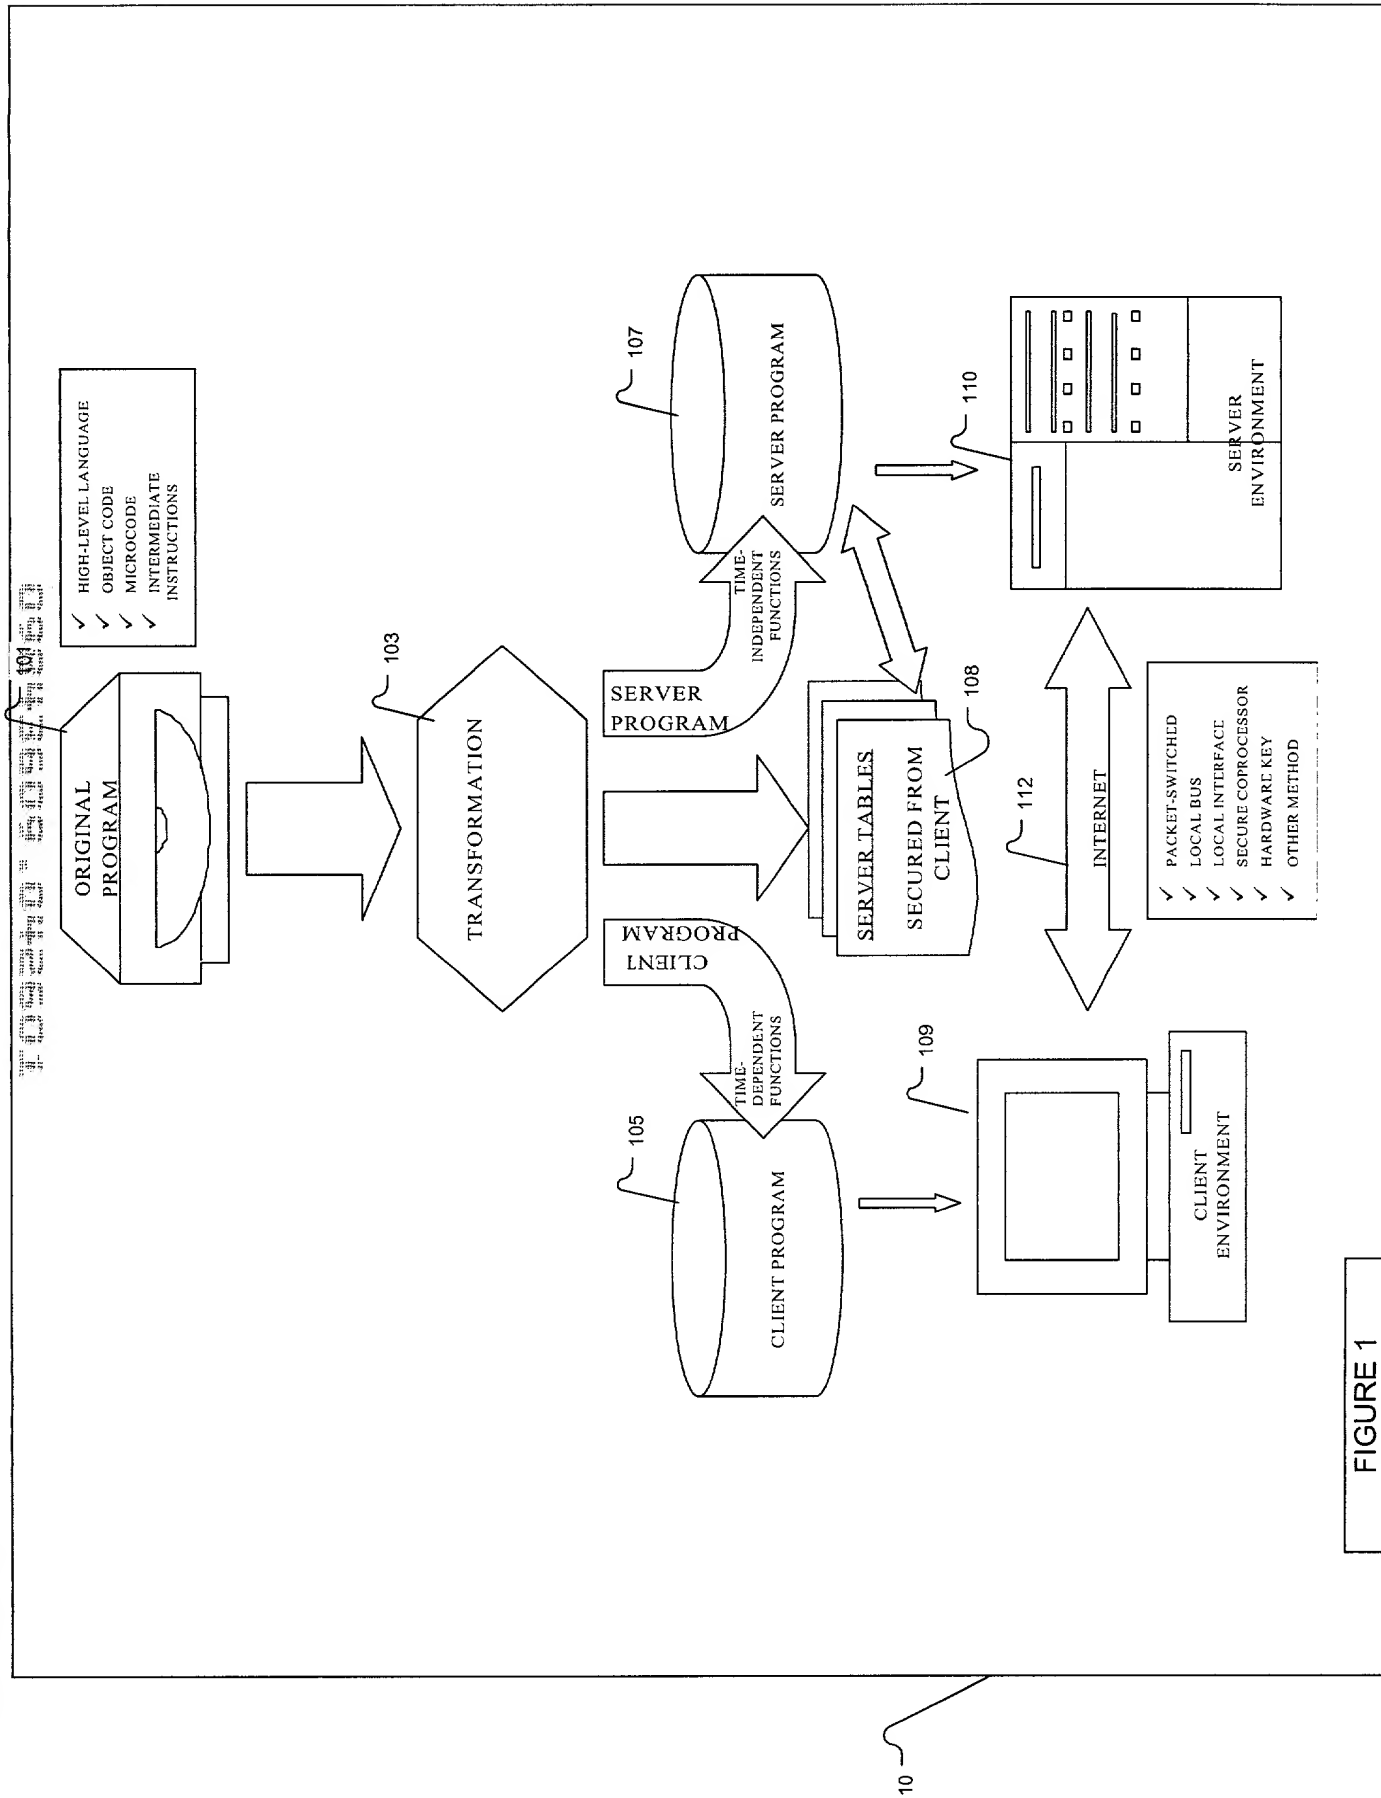 101
ORIGINAL
PROGRAM
✓ HIGH-LEVEL LANGUAGE
✓ OBJECT CODE
✓ MICROCODE
✓ INTERMEDIATE
INSTRUCTIONS
103
TRANSFORMATION
CLIENT
PROGRAM
SERVER
PROGRAM
TIME-
DEPENDENT
FUNCTIONS
TIME-
INDEPENDENT
FUNCTIONS
105
CLIENT PROGRAM
107
SERVER PROGRAM
SERVER TABLES
SECURED FROM
CLIENT
108
109
CLIENT
ENVIRONMENT
110
SERVER
ENVIRONMENT
112
INTERNET
✓ PACKET-SWITCHED
✓ LOCAL BUS
✓ LOCAL INTERFACE
✓ SECURE COPROCESSOR
✓ HARDWARE KEY
✓ OTHER METHOD
10
FIGURE 1